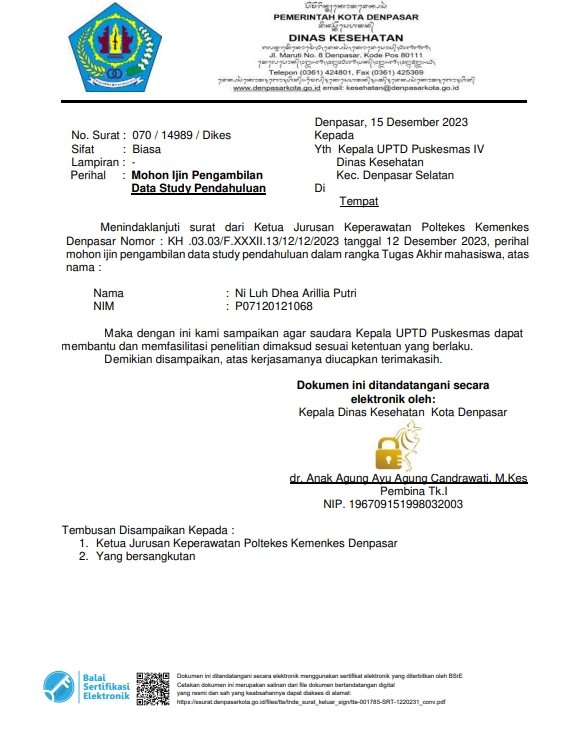 PEMERINTAH KOTA DENPASAR
DINAS KESEHATAN
Jl. Maruti No. 8 Denpasar, Kode Pos 80111
Telepon (0361) 424801, Fax (0361) 425369
www.denpasarkota.go.id email: kesehatan@denpasarkota.go.id
Denpasar, 15 Desember 2023
No. Surat : 070 / 14989 / Dikes
Kepada
Sifat : Biasa
Yth Kepala UPTD Puskesmas IV
Lampiran : -
Dinas Kesehatan
Perihal : Mohon Ijin Pengambilan
Kec. Denpasar Selatan
Data Study Pendahuluan
Di
Tempat
Menindaklanjuti surat dari Ketua Jurusan Keperawatan Poltekes Kemenkes
Denpasar Nomor : KH .03.03/F.XXXII.13/12/12/2023 tanggal 12 Desember 2023, perihal
mohon ijin pengambilan data study pendahuluan dalam rangka Tugas Akhir mahasiswa, atas
nama :
Nama : Ni Luh Dhea Arillia Putri
NIM : P07120121068
Maka dengan ini kami sampaikan agar saudara Kepala UPTD Puskesmas dapat
membantu dan memfasilitasi penelitian dimaksud sesuai ketentuan yang berlaku.
Demikian disampaikan, atas kerjasamanya diucapkan terimakasih.
Dokumen ini ditandatangani secara
elektronik oleh:
Kepala Dinas Kesehatan Kota Denpasar
dr. Anak Agung Ayu Agung Candrawati, M.Kes
Pembina Tk.I
NIP. 196709151998032003
Tembusan Disampaikan Kepada :
1. Ketua Jurusan Keperawatan Poltekes Kemenkes Denpasar
2. Yang bersangkutan
Balai
Sertifikasi
Elektronik
Dokumen ini ditandatangani secara elektronik menggunakan sertifikat elektronik yang diterbitkan oleh BSrE
Cetakan dokumen ini merupakan salinan dari file dokumen bertandatangan digital
yang resmi dan sah yang keabsahannya dapat diakses di alamat:
https://esurat.denpasarkota.go.id/files/tte/tnde_surat_keluar_sign/tte-001785-SRT-1220231_conv.pdf